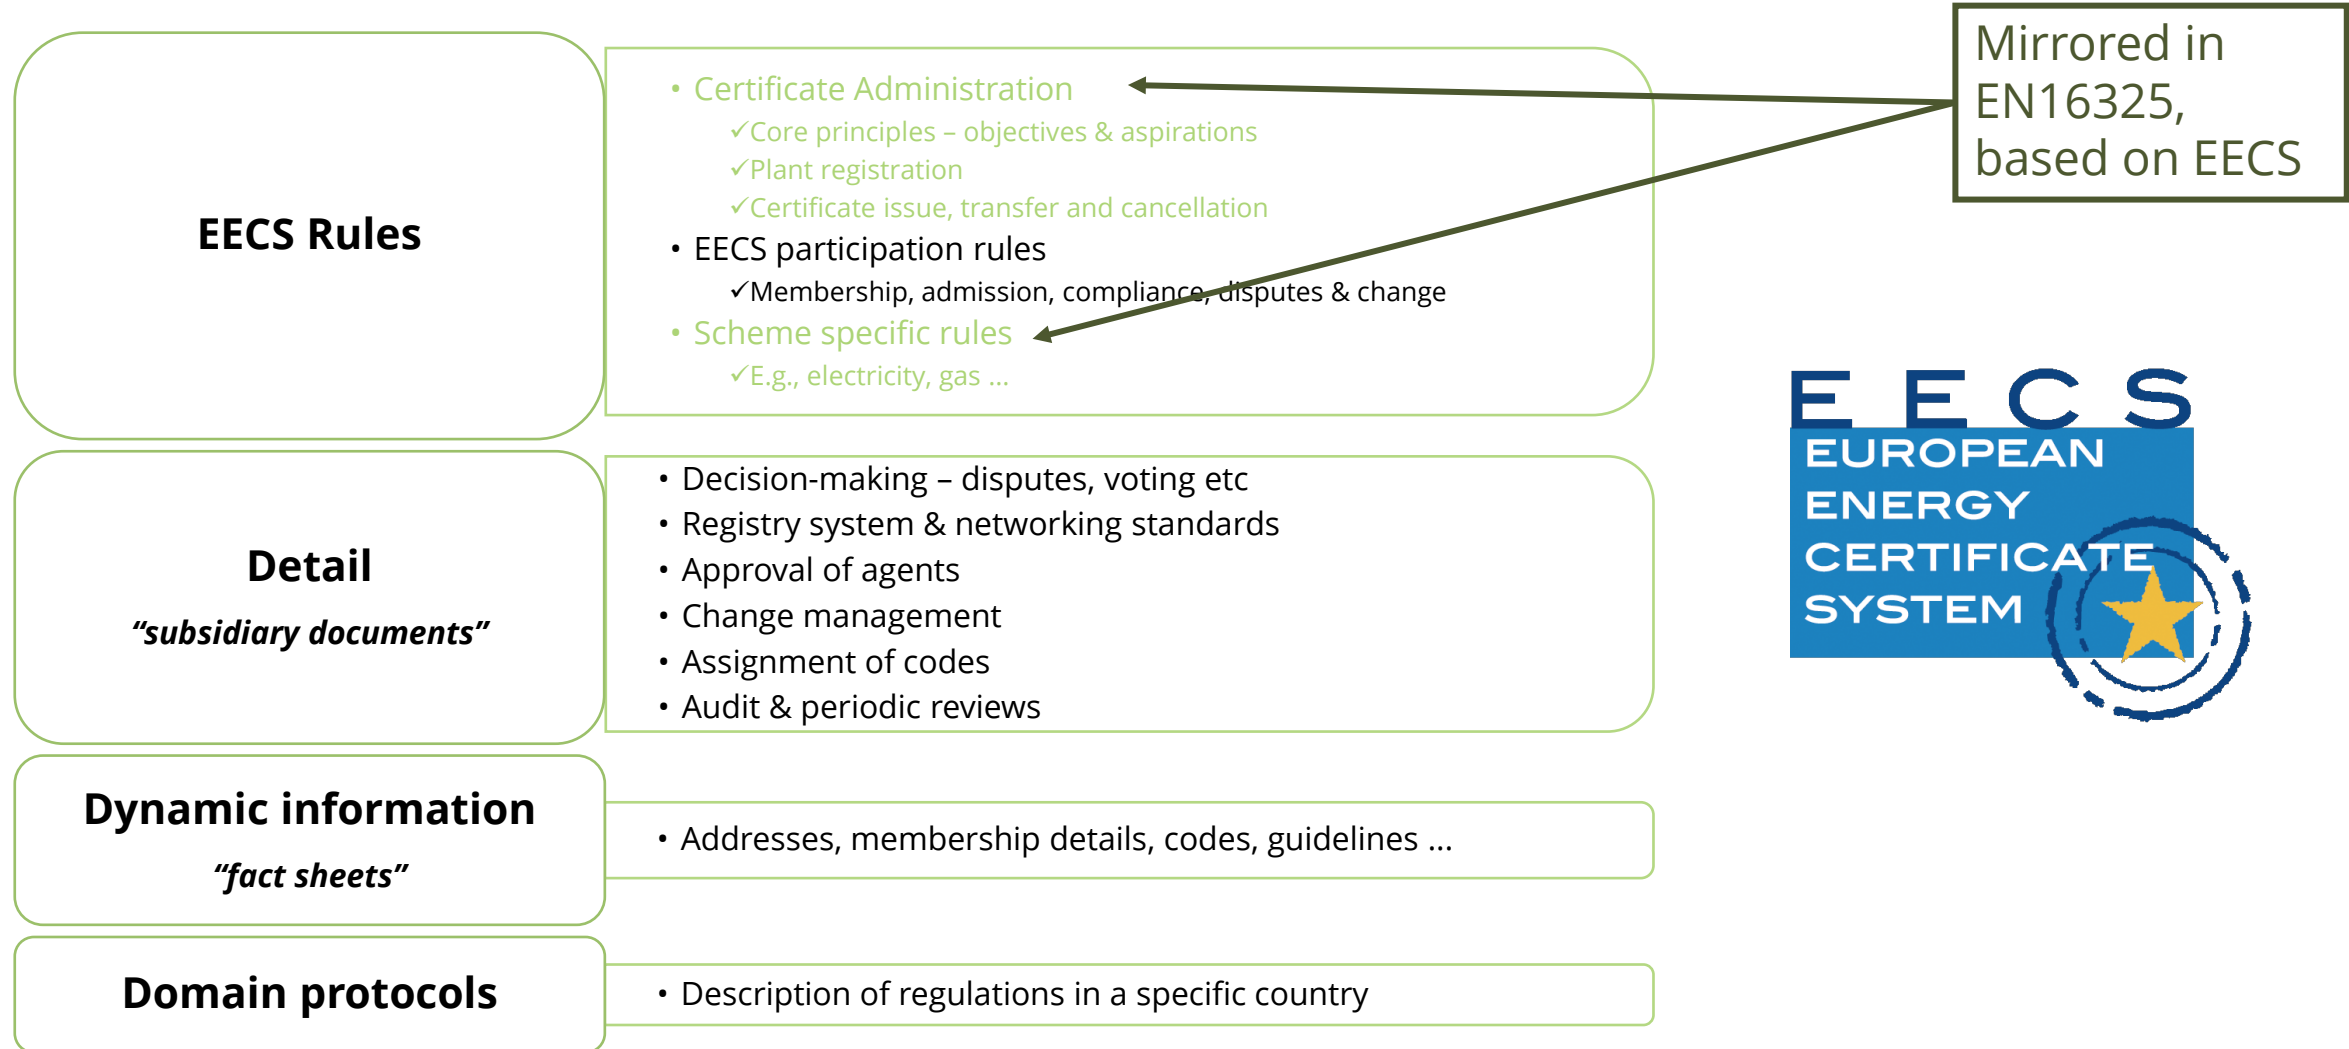 EECS Rules
• Certificate Administration
✓Core principles – objectives & aspirations
✓Plant registration
✓Certificate issue, transfer and cancellation
• EECS participation rules
✓Membership, admission, compliance, disputes & change
• Scheme specific rules
✓E.g., electricity, gas ...
Mirrored in
EN16325,
based on EECS
Detail
“subsidiary documents”
• Decision-making – disputes, voting etc
• Registry system & networking standards
• Approval of agents
• Change management
• Assignment of codes
• Audit & periodic reviews
EECS
EUROPEAN
ENERGY
CERTIFICATE
SYSTEM
Dynamic information
“fact sheets”
• Addresses, membership details, codes, guidelines ...
Domain protocols
• Description of regulations in a specific country